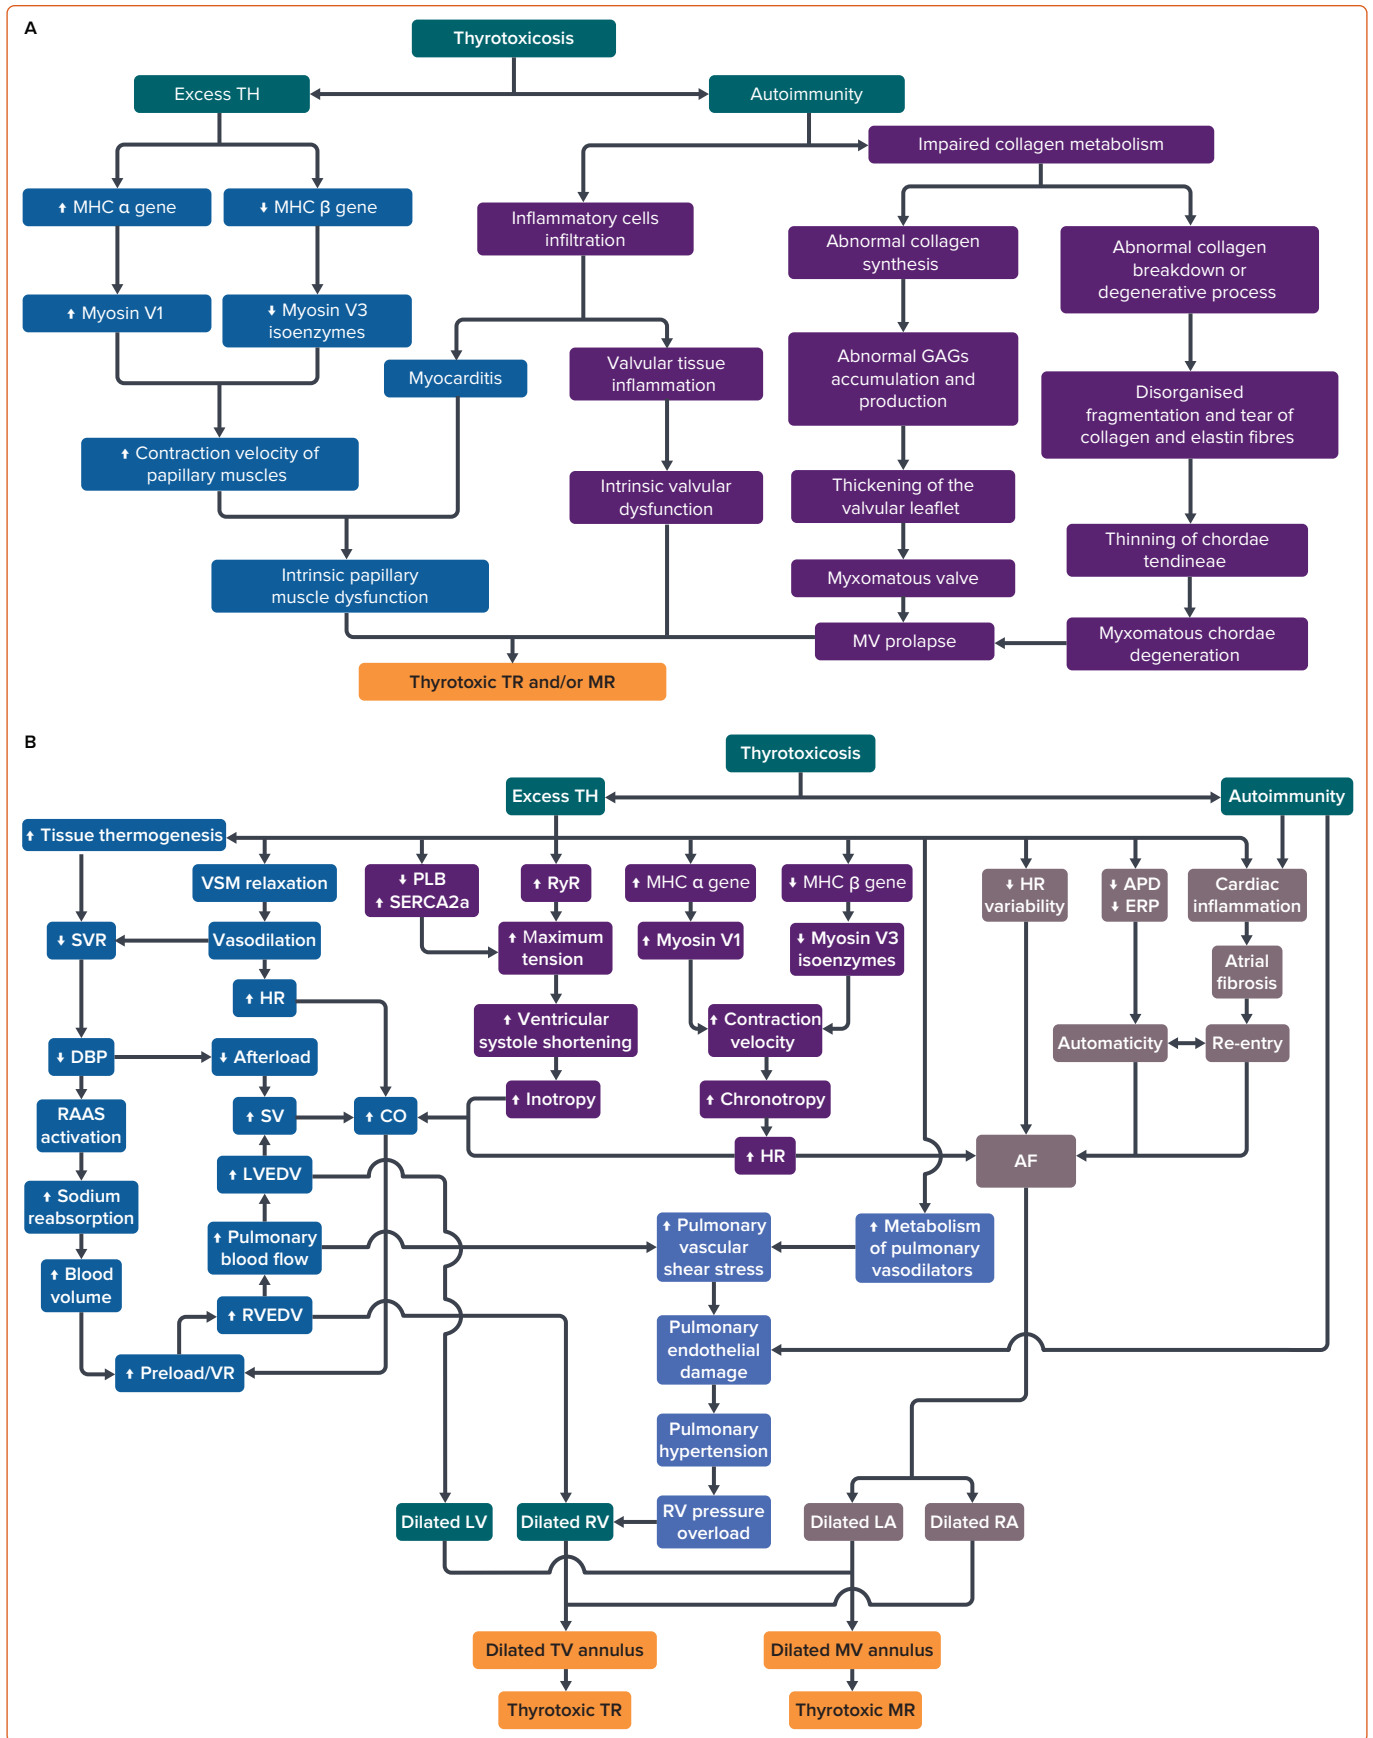 A
Thyrotoxicosis
Excess TH
Autoimmunity
Impaired collagen metabolism
↑ MHC α gene
↓ MHC β gene
Inflammatory cells
infiltration
Abnormal collagen
synthesis
Abnormal collagen
breakdown or
degenerative process
↑ Myosin V1
↓ Myosin V3
isoenzymes
Myocarditis
Valvular tissue
inflammation
Abnormal GAGs
accumulation and
production
Disorganised
fragmentation and tear of
collagen and elastin fibres
↑ Contraction velocity of
papillary muscles
Intrinsic valvular
dysfunction
Thickening of the
valvular leaflet
Thinning of chordae
tendineae
Intrinsic papillary
muscle dysfunction
Myxomatous valve
MV prolapse
Myxomatous chordae
degeneration
Thyrotoxic TR and/or MR
B
Thyrotoxicosis
Excess TH
Autoimmunity
↑ Tissue thermogenesis
VSM relaxation
↓ PLB
↑ SERCA2a
↑ RyR
↑ MHC α gene
↓ MHC β gene
↓ HR
variability
↓ APD
↓ ERP
Cardiac
inflammation
↓ SVR
Vasodilation
↑ Maximum
tension
↑ Myosin V1
↓ Myosin V3
isoenzymes
Atrial
fibrosis
↑ HR
↑ Ventricular
systole shortening
↑ Contraction
velocity
Automaticity
Re-entry
↓ DBP
↓ Afterload
RAAS
activation
↑ SV
↑ CO
↑ Inotropy
↑ Chronotropy
↑ HR
AF
↑ LVEDV
↑ Sodium
reabsorption
↑ Pulmonary
blood flow
↑ Pulmonary
vascular
shear stress
↑ Metabolism
of pulmonary
vasodilators
↑ Blood
volume
↑ RVEDV
Pulmonary
endothelial
damage
↑ Preload/VR
Pulmonary
hypertension
Dilated LV
Dilated RV
RV pressure
overload
Dilated LA
Dilated RA
Dilated TV annulus
Dilated MV annulus
Thyrotoxic TR
Thyrotoxic MR